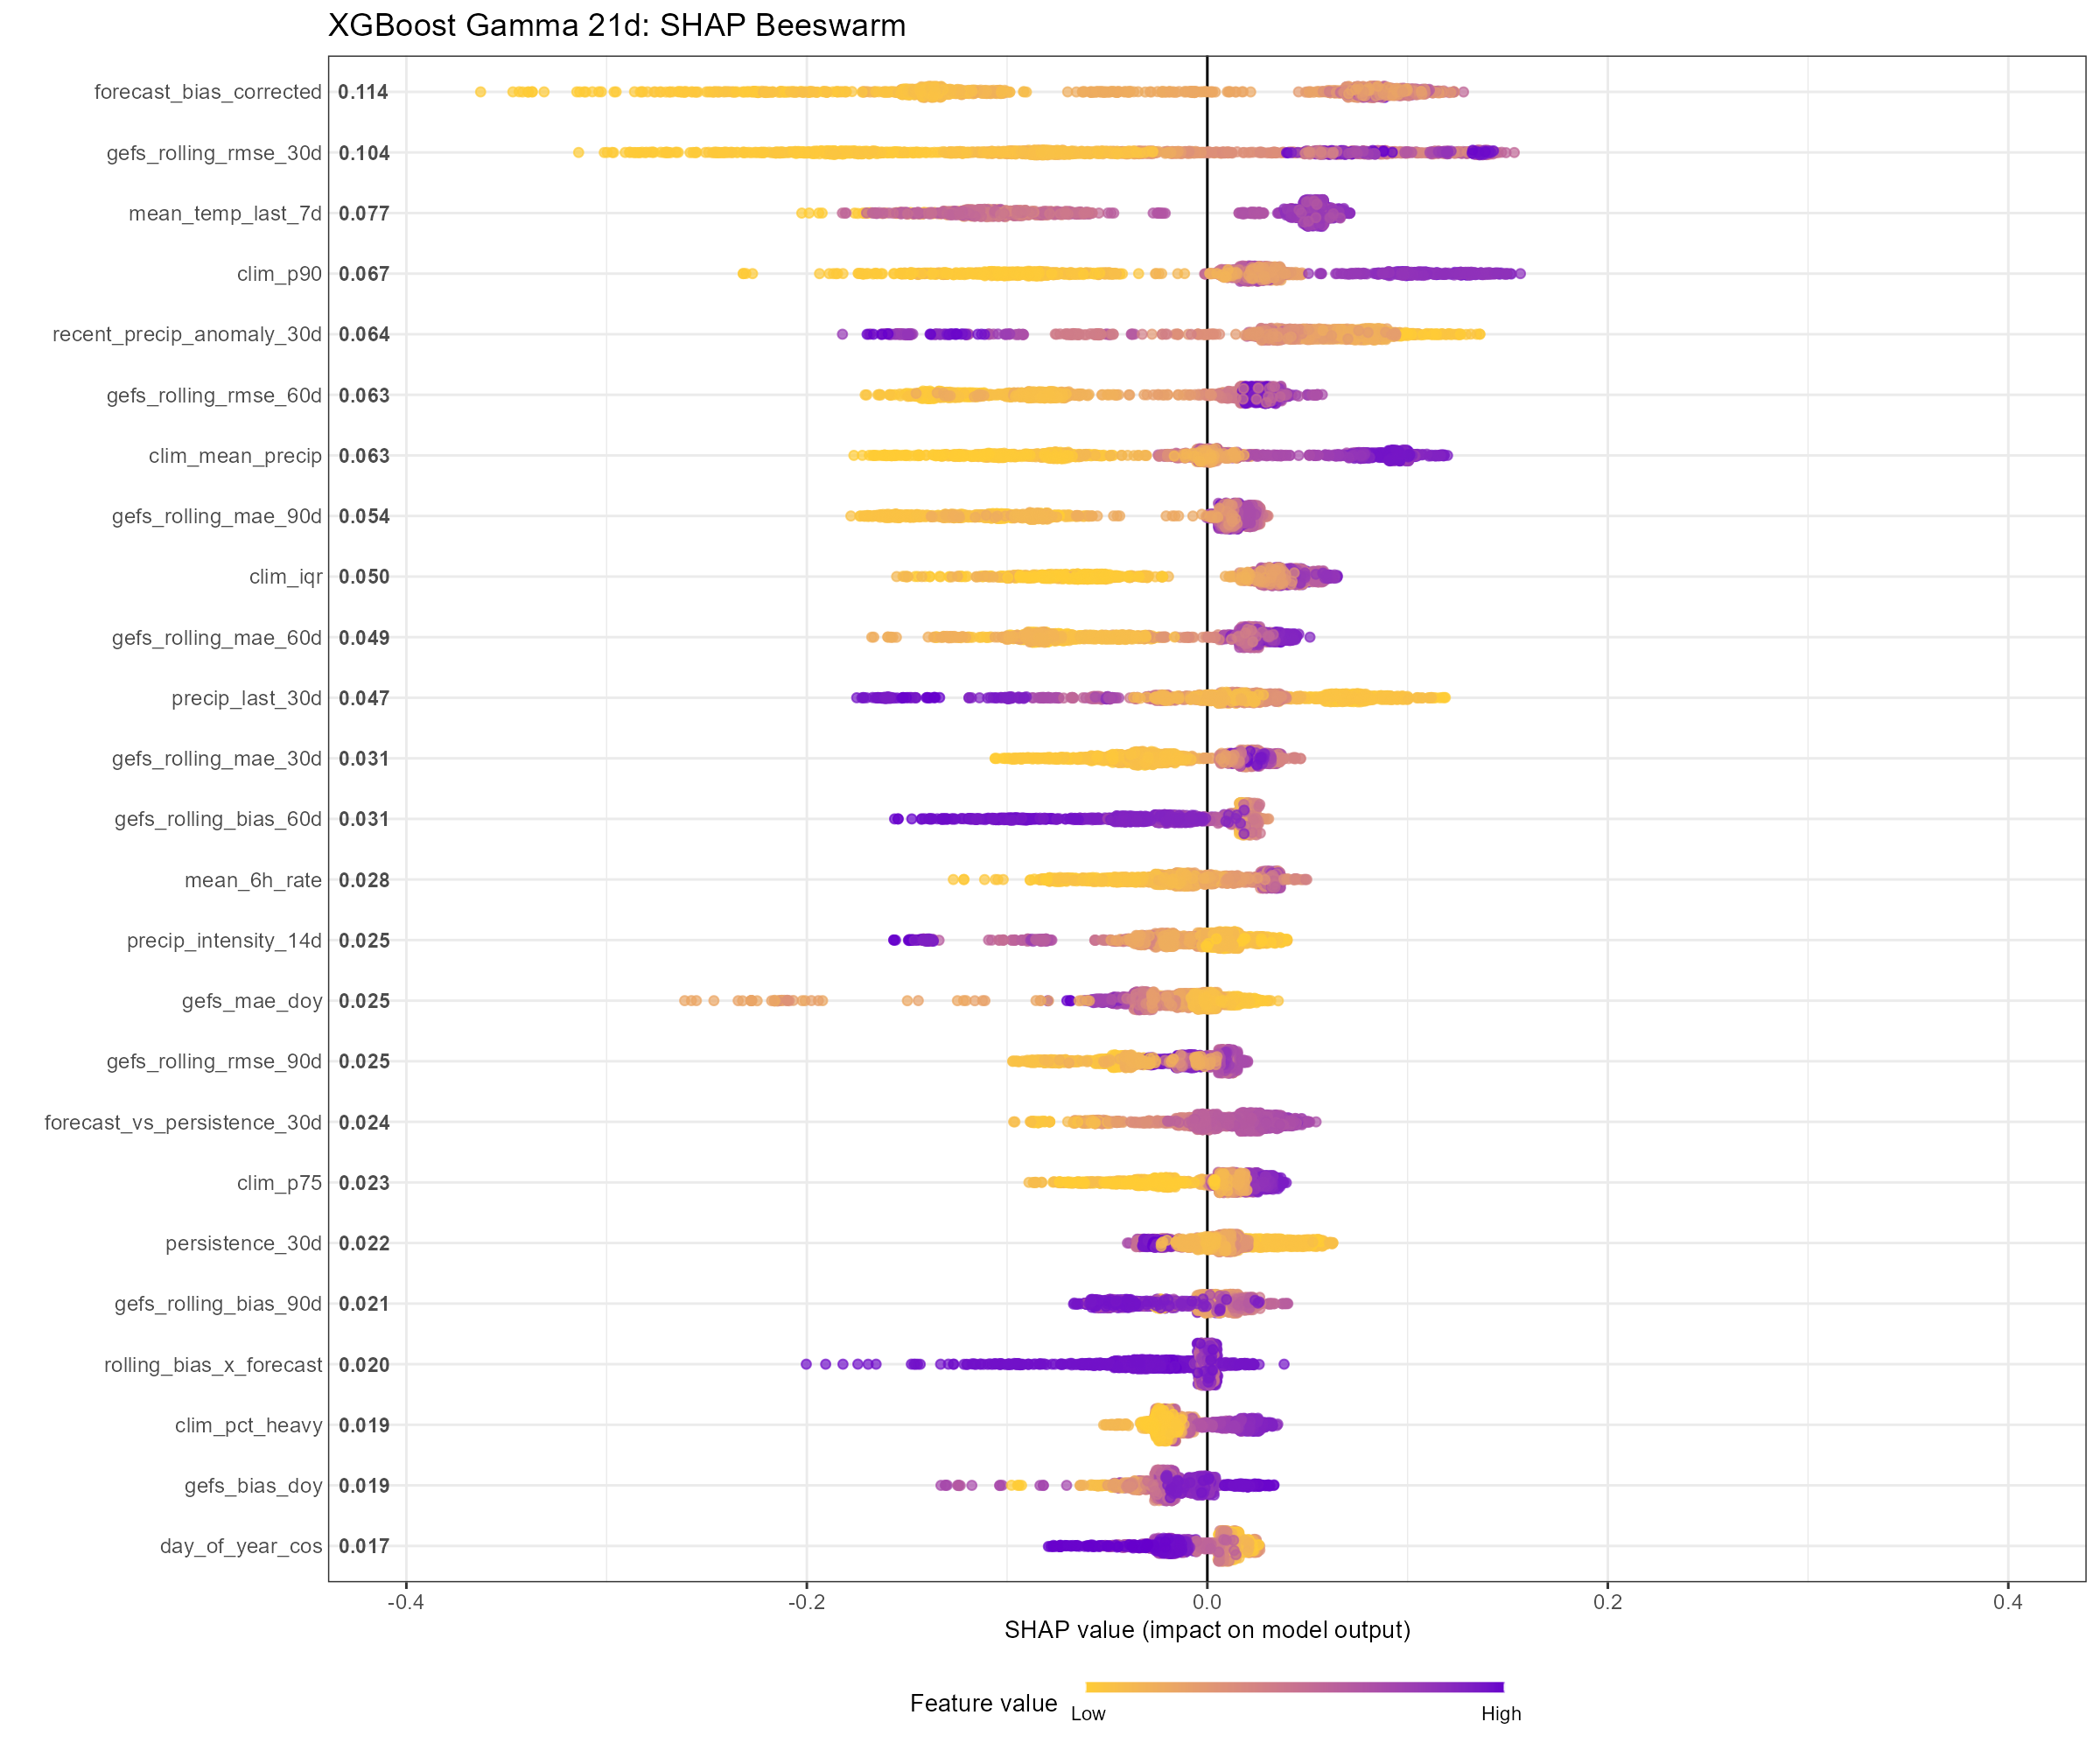 XGBoost Gamma 21d: SHAP Beeswarm
forecast_bias_corrected 0.114
gefs_rolling_rmse_30d 0.104
mean_temp_last_7d 0.077
clim_p90 0.067
recent_precip_anomaly_30d 0.064
gefs_rolling_rmse_60d 0.063
clim_mean_precip 0.063
gefs_rolling_mae_90d 0.054
clim_iqr 0.050
gefs_rolling_mae_60d 0.049
precip_last_30d 0.047
gefs_rolling_mae_30d 0.031
gefs_rolling_bias_60d 0.031
mean_6h_rate 0.028
precip_intensity_14d 0.025
gefs_mae_doy 0.025
gefs_rolling_rmse_90d 0.025
forecast_vs_persistence_30d 0.024
clim_p75 0.023
persistence_30d 0.022
gefs_rolling_bias_90d 0.021
rolling_bias_x_forecast 0.020
clim_pct_heavy 0.019
gefs_bias_doy 0.019
day_of_year_cos 0.017
-0.4 -0.2 0.0 0.2 0.4
SHAP value (impact on model output)
Feature value
Low High